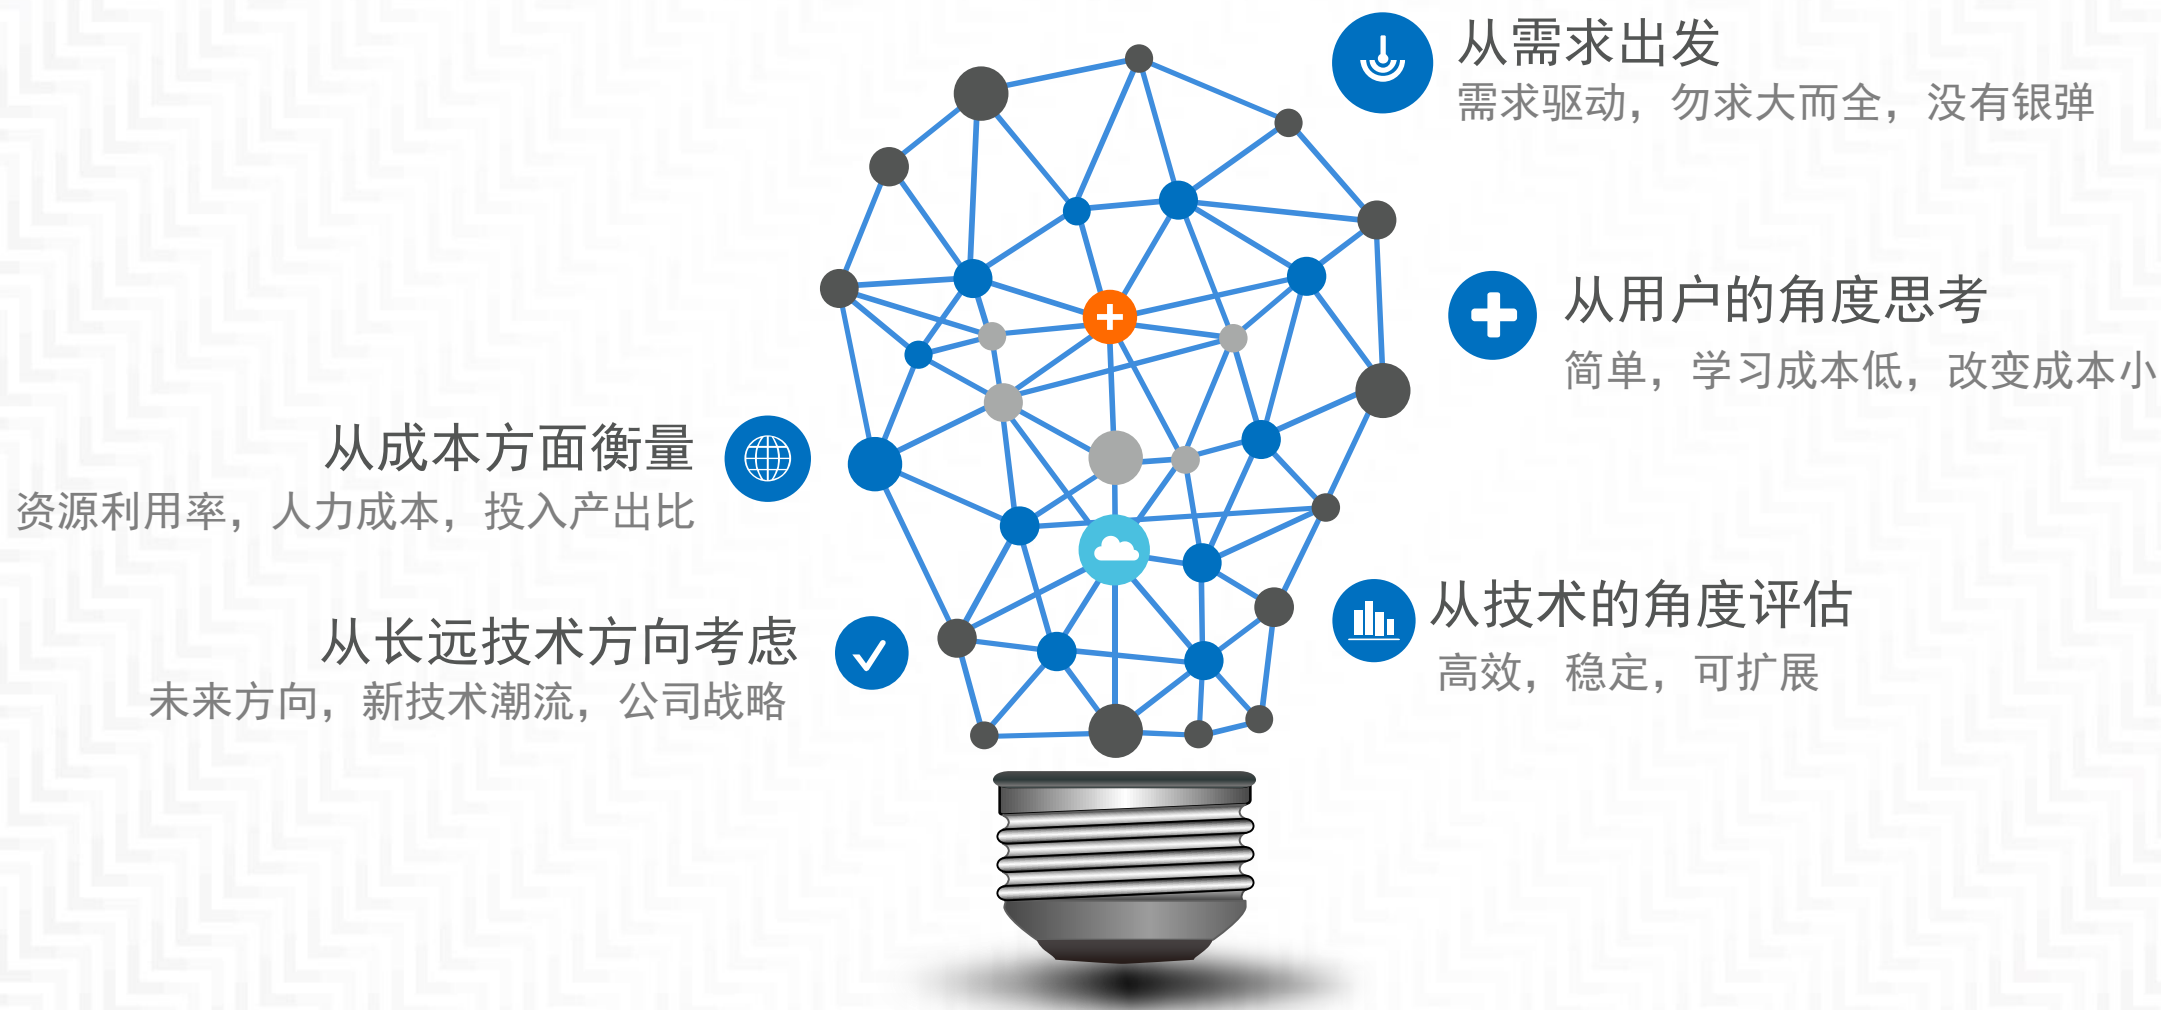 从需求出发
需求驱动，勿求大而全，没有银弹
从用户的角度思考
简单，学习成本低，改变成本小
从成本方面衡量
资源利用率，人力成本，投入产出比
从技术的角度评估
高效，稳定，可扩展
从长远技术方向考虑
未来方向，新技术潮流，公司战略